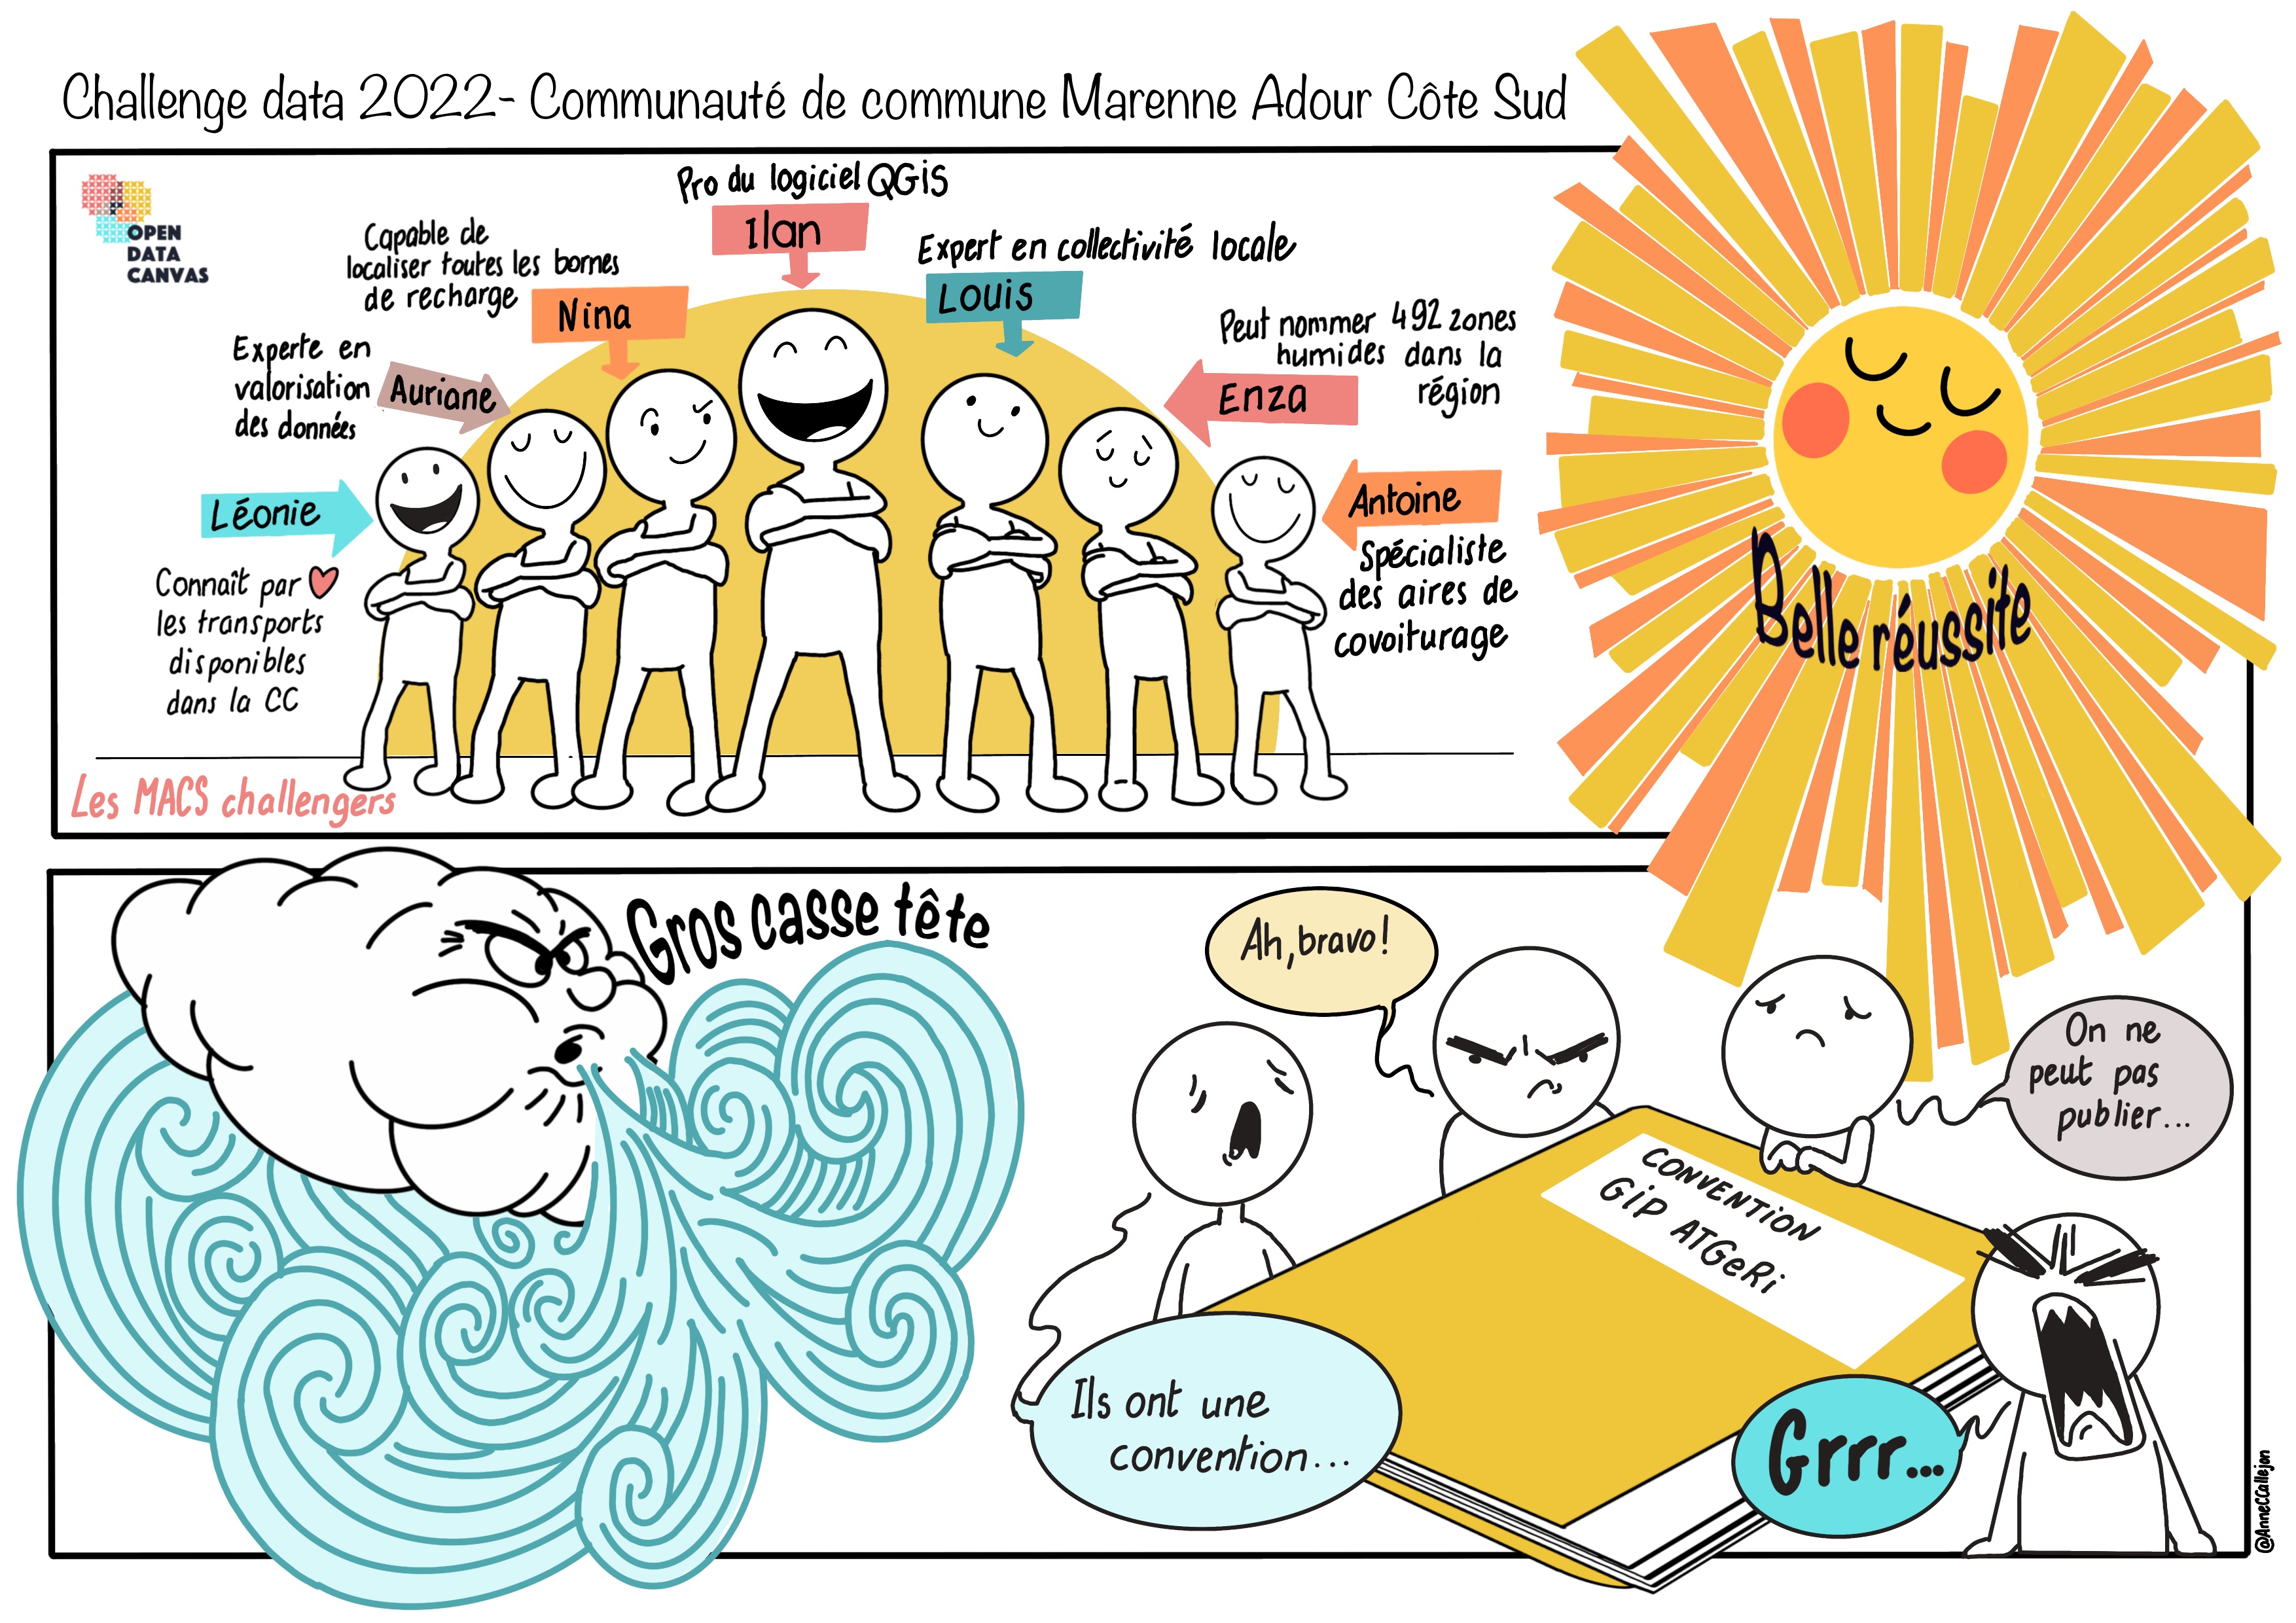 Challenge data 2022- Communauté de commune Marenne Adour Côte Sud
OPEN
DATA
CANVAS
Pro du logiciel QGiS
Ilan
Capable de
localiser toutes les bornes
de recharge
Nina
Expert en collectivité locale
Louis
Experte en
valorisation
des données
Auriane
Peut nommer 492 zones
humides dans la
région
Enza
Léonie
Connaît par
les transports
disponibles
dans la CC
Antoine
Spécialiste
des aires de
covoiturage
Les MACS challengers
Belle réussite
Gros casse tête
Ah, bravo!
On ne
peut pas
publier...
CONVENTiON
GiP ATGeRi
Ils ont une
convention...
Grrr...
@AnneCCallejon